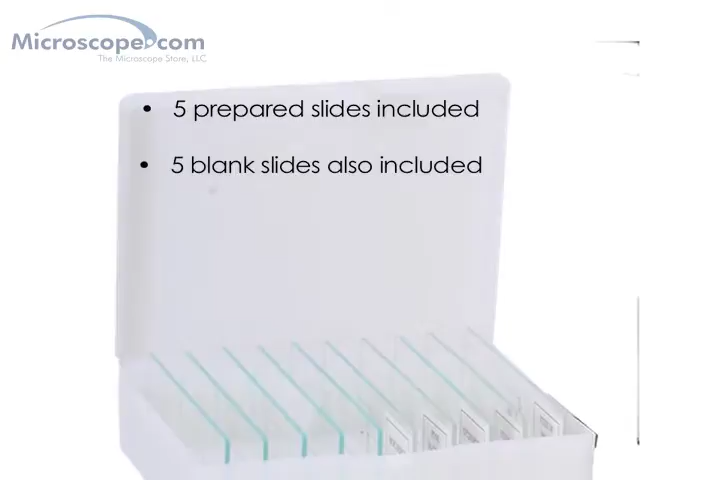 Microscope.com
The Microscope Store, LLC
• 5 prepared slides included
• 5 blank slides also included